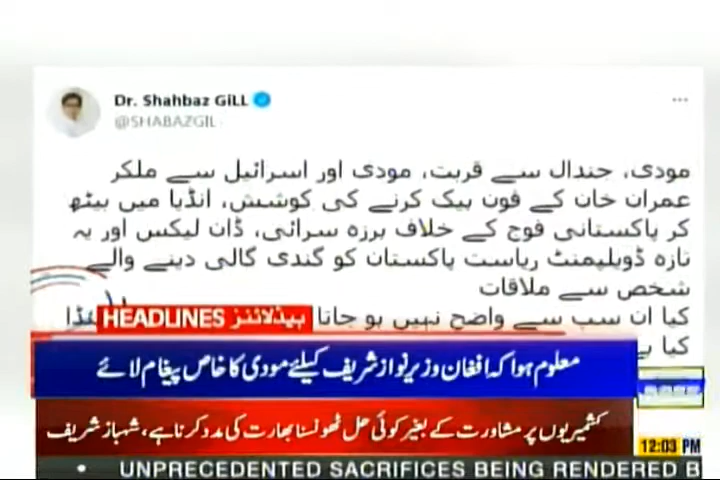 Dr. Shahbaz GiLL
@SHABAZGIL
مودی، جندال سے قربت، مودی اور اسرائیل سے ملکر
عمران خان کے فون ہیک کرنے کی کوشش، انڈیا میں بیٹھ
کر پاکستانی فوج کے خلاف ہرزہ سرائی، ڈان لیکس اور یہ
تازہ ڈویلپمنٹ ریاست پاکستان کو گندی گالی دینے والے
شخص سے ملاقات
کیا ان سب سے واضح نہیں ہو جاتا
کیا
HEADLINES ہیڈلائنز
معلوم ہوا کہ افغان وزیر نواز شریف کیلئے مودی کا خاص پیغام لائے
کشمیریوں پر مشاورت کے بغیر کوئی حل ٹھونسنا بھارت کی مدد کرنا ہے، شہباز شریف
12:03 PM
• UNPRECEDENTED SACRIFICES BEING RENDERED B